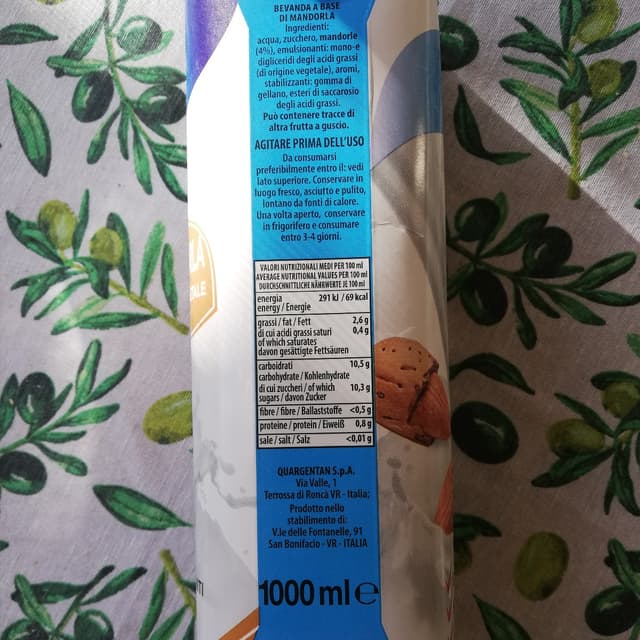 BEVANDA A BASE
DI MANDORLA
Ingredienti:
acqua, zucchero, mandorle
(4%), emulsionanti: mono-e
digliceridi degli acidi grassi
(di origine vegetale), aromi,
stabilizzanti: gomma di
gellano, esteri di saccarosio
degli acidi grassi.
Può contenere tracce di
altra frutta a guscio.
AGITARE PRIMA DELL'USO
Da consumarsi
preferibilmente entro il: vedi
lato superiore. Conservare in
luogo fresco, asciutto e pulito,
lontano da fonti di calore.
Una volta aperto, conservare
in frigorifero e consumare
entro 3-4 giorni.
VALORI NUTRIZIONALI MEDI PER 100 ml
AVERAGE NUTRITIONAL VALUES PER 100 ml
DURCHSCHNITTLICHE NÄHRWERTE JE 100 ml
energia 291 kJ / 69 kcal
energy / Energie
grassi / fat / Fett 2,6 g
di cui acidi grassi saturi 0,4 g
of which saturates
davon gesättigte Fettsäuren
carboidrati 10,5 g
carbohydrate / Kohlenhydrate
di cui zuccheri / of which 10,3 g
sugars / davon Zucker
fibre / fibre / Ballaststoffe <0,5 g
proteine / protein / Eiweiß 0,8 g
sale / salt / Salz <0,01 g
QUARGENTAN S.p.A.
Via Valle, 1
Terrossa di Roncà VR - Italia;
Prodotto nello
stabilimento di:
V.le delle Fontanelle, 91
San Bonifacio - VR - ITALIA
1000 ml e